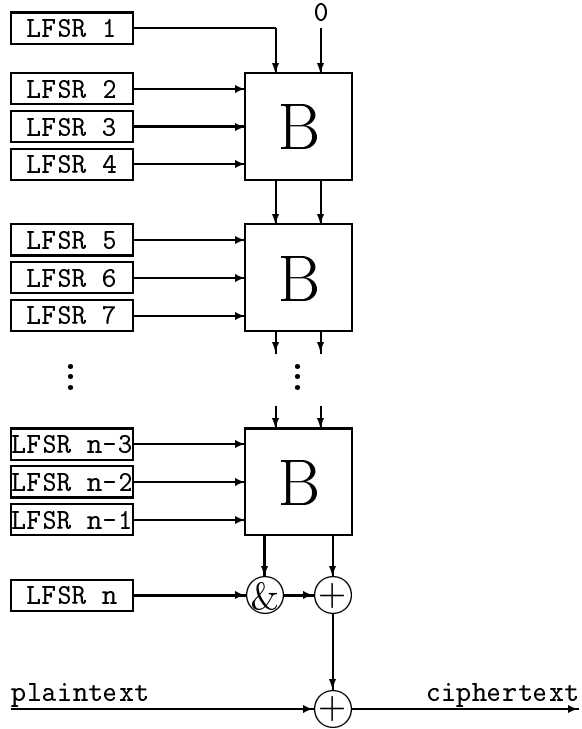 0
LFSR 1
LFSR 2
LFSR 3
B
LFSR 4
LFSR 5
LFSR 6
B
LFSR 7
LFSR n-3
LFSR n-2
B
LFSR n-1
LFSR n
& +
plaintext ciphertext
+